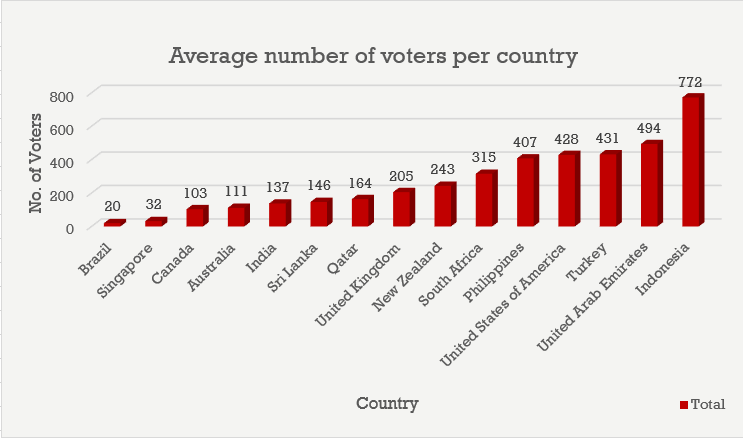 Average number of voters per country
No. of Voters
800
600
400
200
0
20
32
103
111
137
146
164
205
243
315
407
428
431
494
772
Brazil
Singapore
Canada
Australia
India
Sri Lanka
Qatar
United Kingdom
New Zealand
South Africa
Philippines
United States of America
Turkey
United Arab Emirates
Indonesia
Country
Total